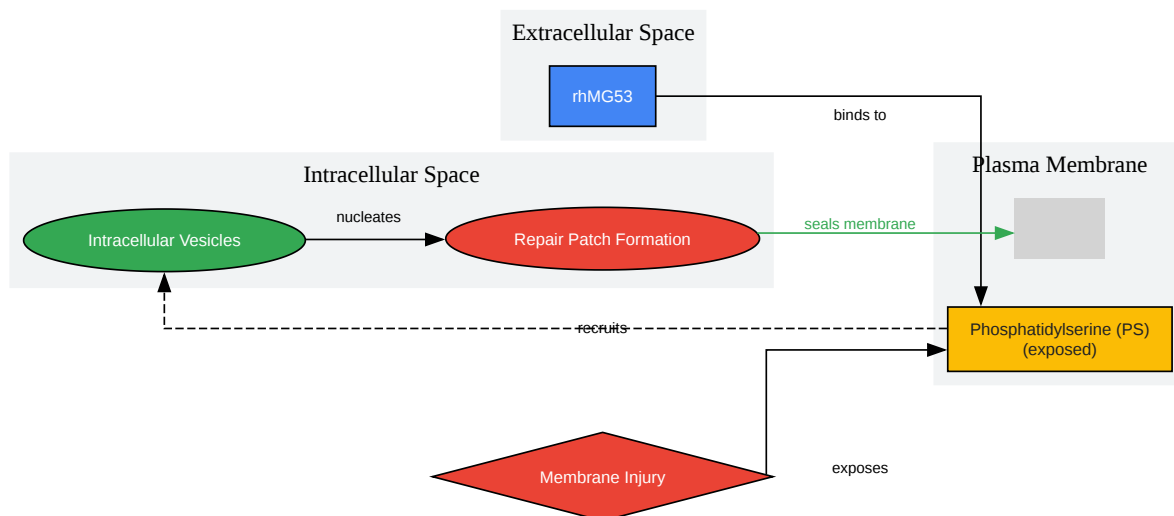 Extracellular Space
rhMG53
binds to
Plasma Membrane
Intracellular Space
nucleates
Intracellular Vesicles
Repair Patch Formation
seals membrane
recruits
Phosphatidylserine (PS)
(exposed)
Membrane Injury
exposes